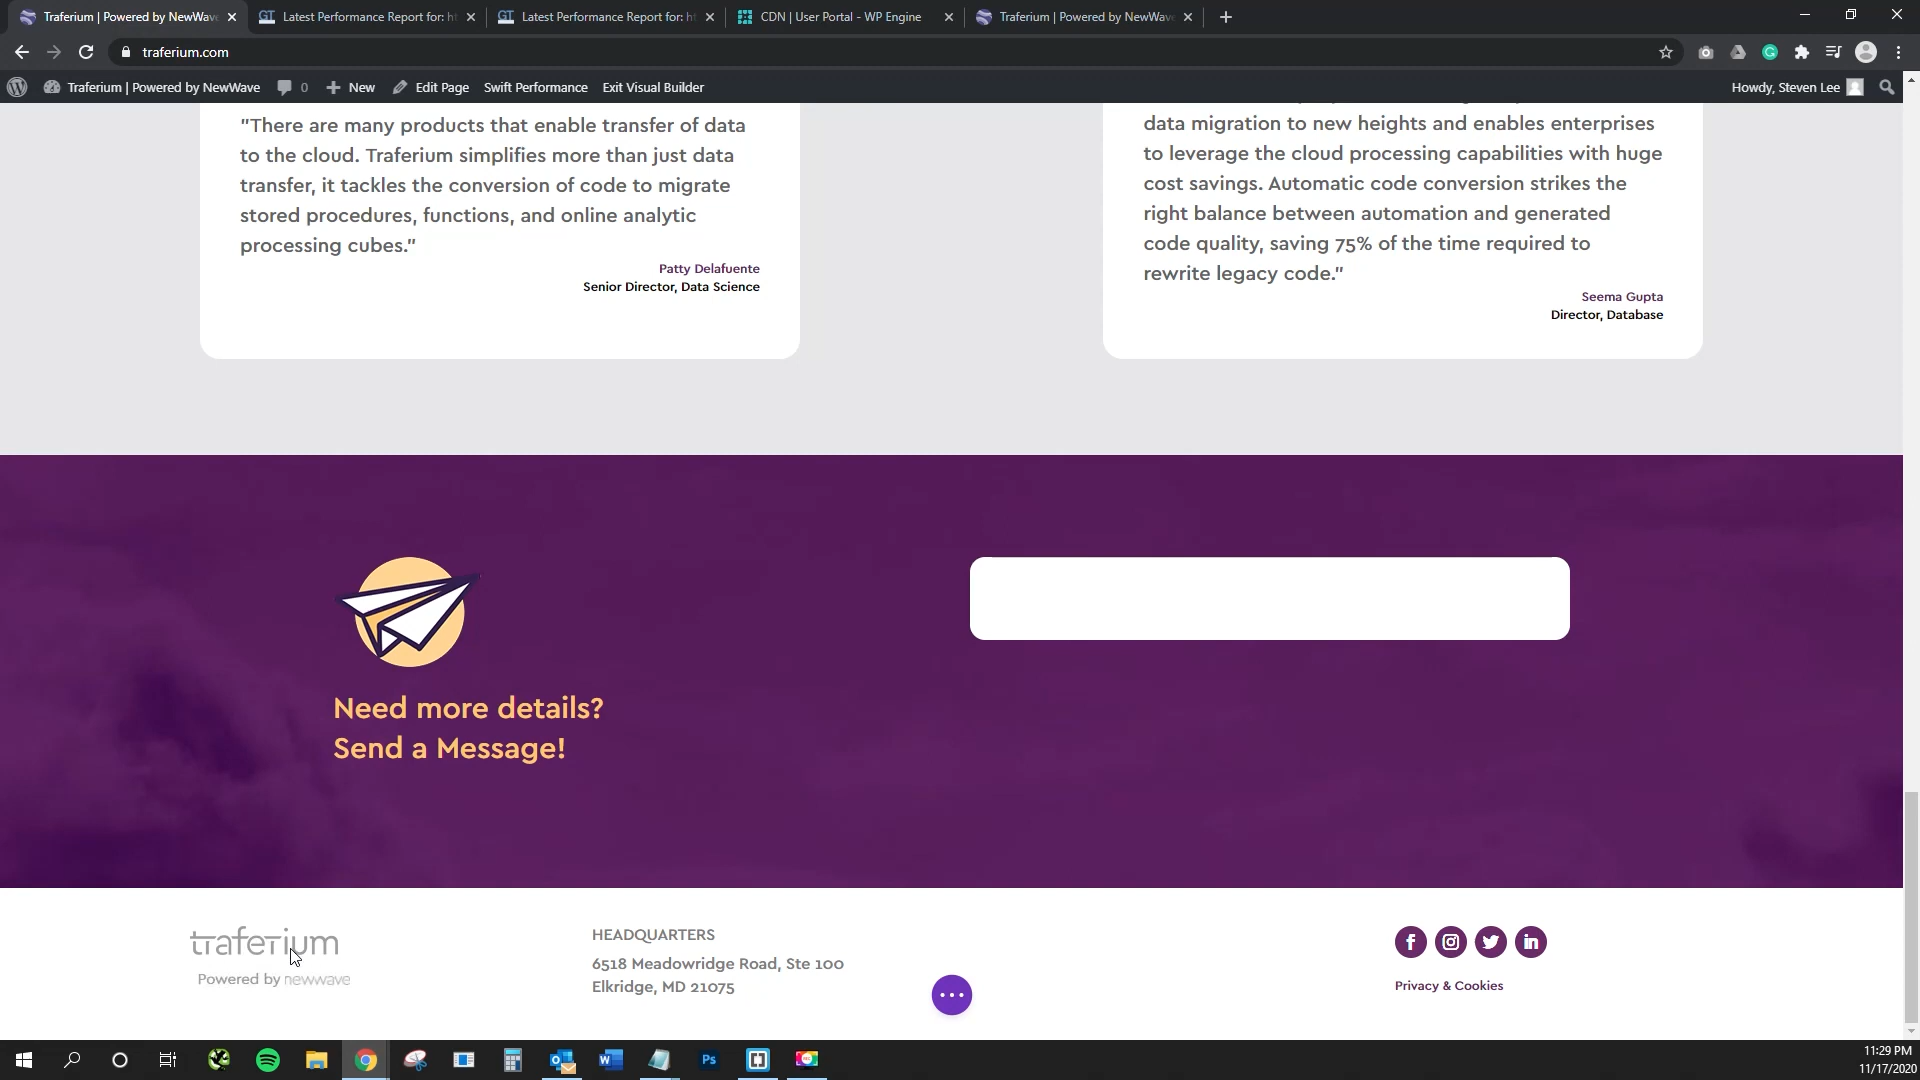 Traferium | Powered by NewWav
Latest Performance Report for: ht
Latest Performance Report for: ht
CDN | User Portal - WP Engine
Traferium | Powered by NewWav
traferium.com
Traferium | Powered by NewWave
0
New
Edit Page
Swift Performance
Exit Visual Builder
Howdy, Steven Lee
"There are many products that enable transfer of data
to the cloud. Traferium simplifies more than just data
transfer, it tackles the conversion of code to migrate
stored procedures, functions, and online analytic
processing cubes."
Patty Delafuente
Senior Director, Data Science
data migration to new heights and enables enterprises
to leverage the cloud processing capabilities with huge
cost savings. Automatic code conversion strikes the
right balance between automation and generated
code quality, saving 75% of the time required to
rewrite legacy code."
Seema Gupta
Director, Database
Need more details?
Send a Message!
traferium
Powered by newwave
HEADQUARTERS
6518 Meadowridge Road, Ste 100
Elkridge, MD 21075
Privacy & Cookies
11:29 PM
11/17/2020